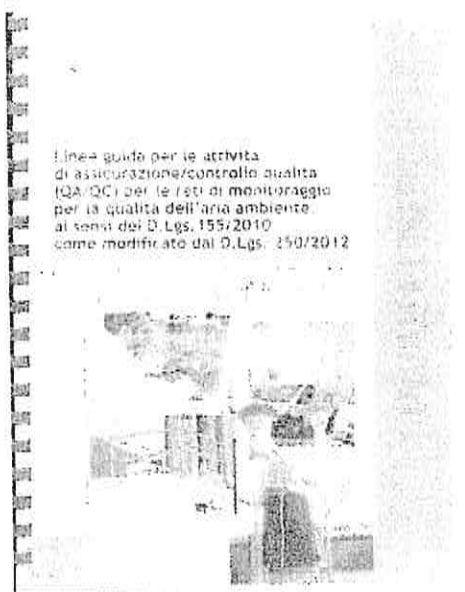 Linee guida per le attività
di assicurazione/controllo qualità
(QA/QC) per le reti di monitoraggio
per la qualità dell'aria ambiente,
ai sensi del D.Lgs. 155/2010
come modificato dal D.Lgs. 250/2012